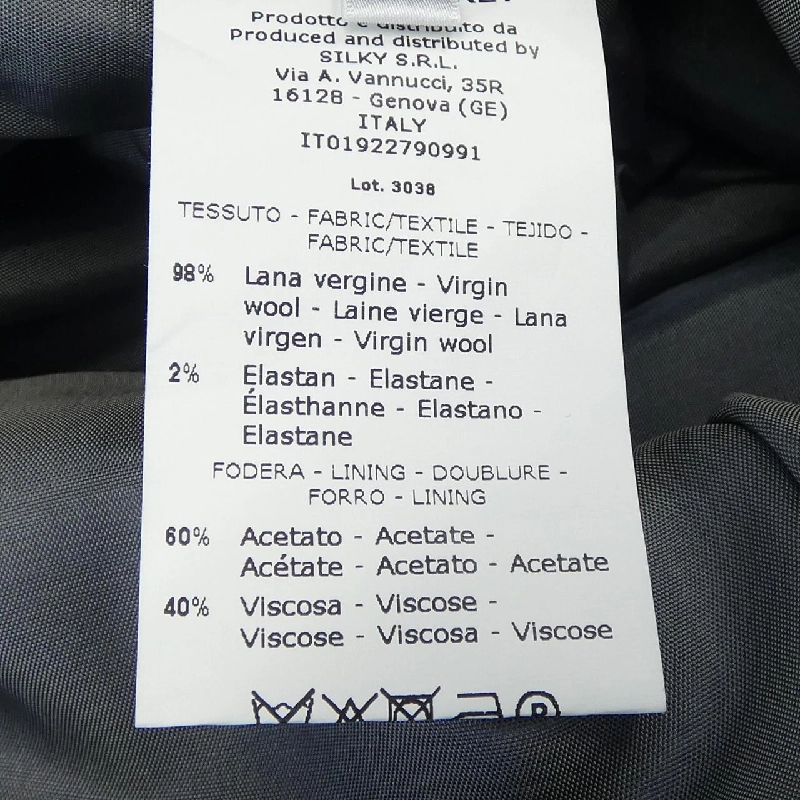 Prodotto e distribuito da
Produced and distributed by
SILKY S.R.L.
Via A. Vannucci, 35R
16128 - Genova (GE)
ITALY
IT01922790991
Lot. 3038
TESSUTO - FABRIC/TEXTILE - TEJIDO -
FABRIC/TEXTILE
98% Lana vergine - Virgin
wool - Laine vierge - Lana
virgen - Virgin wool
2% Elastan - Elastane -
Élasthanne - Elastano -
Elastane
FODERA - LINING - DOUBLURE -
FORRO - LINING
60% Acetato - Acetate -
Acétate - Acetato - Acetate
40% Viscosa - Viscose -
Viscose - Viscosa - Viscose
P